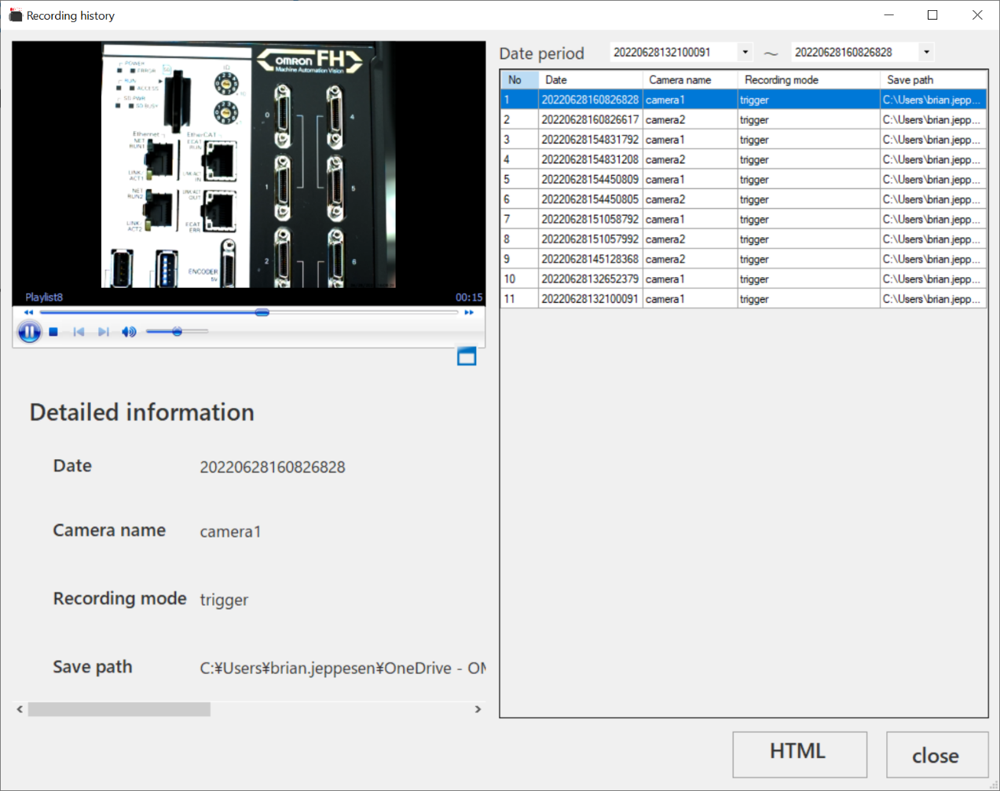 Recording history
POWER
ERROR
RUN
ACCESS
SD PWR
SD BUSY
Ethernet
NET
RUN1
LINK/
ACT1
NET
RUN2
LINK/
ACT2
EtherCAT
ECAT
RUN
LINK/ACT
IN
LINK/ACT
OUT
ECAT
ERR
ENCODER
5V
OMRON FH
Machine Automation Vision
0
4
1
5
2
6
Playlist8
00:15
Detailed information
Date 20220628160826828
Camera name camera1
Recording mode trigger
Save path C:¥Users¥brian.jeppesen¥OneDrive - OM
Date period 20220628132100091 ～ 20220628160826828
No Date Camera name Recording mode Save path
1 20220628160826828 camera1 trigger C:\Users\brian.jepp...
2 20220628160826617 camera2 trigger C:\Users\brian.jepp...
3 20220628154831792 camera1 trigger C:\Users\brian.jepp...
4 20220628154831208 camera2 trigger C:\Users\brian.jepp...
5 20220628154450809 camera1 trigger C:\Users\brian.jepp...
6 20220628154450805 camera2 trigger C:\Users\brian.jepp...
7 20220628151058792 camera1 trigger C:\Users\brian.jepp...
8 20220628151057992 camera2 trigger C:\Users\brian.jepp...
9 20220628145128368 camera2 trigger C:\Users\brian.jepp...
10 20220628132652379 camera1 trigger C:\Users\brian.jepp...
11 20220628132100091 camera1 trigger C:\Users\brian.jepp...
HTML
close